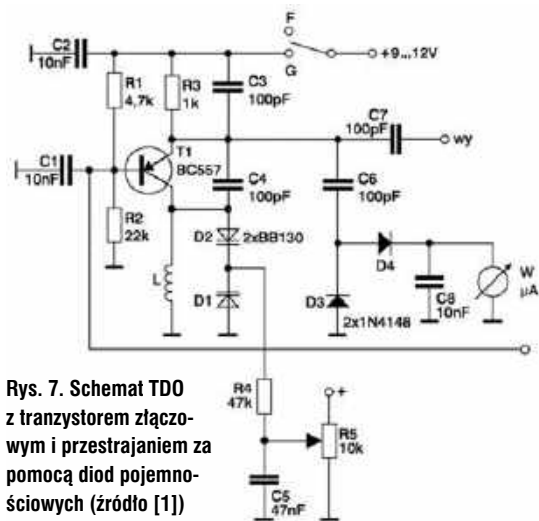 F
C2
10nF
G
+9...12V
R1
4,7k
R3
1k
C3
100pF
C7
100pF
wy
C1
10nF
T1
BC557
C4
100pF
C6
100pF
R2
22k
D2
2xBB130
L
D1
D4
D3
2x1N4148
C8
10nF
W
µA
R4
47k
+
R5
10k
C5
47nF
Rys. 7. Schemat TDO
z tranzystorem złączo-
wym i przestrajaniem za
pomocą diod pojemno-
ściowych (źródło [1])